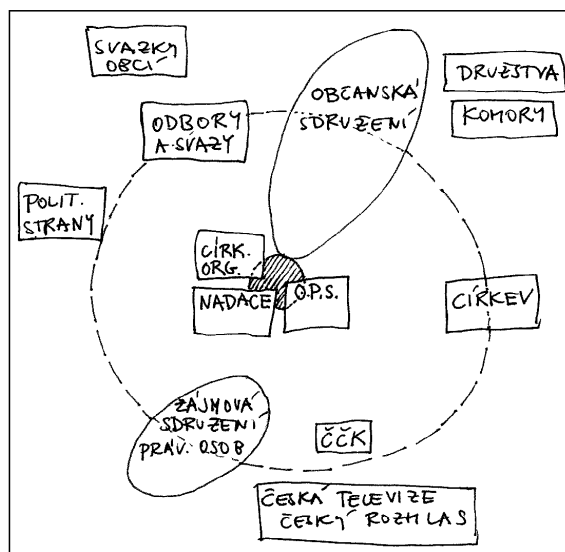 SVAZKY
OBCÍ
OBČANSKÁ
SDRUŽENÍ
DRUŽSTVA
KOMORY
ODBORY
A SVAZY
POLIT.
STRANY
CÍRK.
ORG.
NADACE
O.P.S.
CÍRKEV
ZÁJMOVÁ
SDRUŽENÍ
PRÁV. OSOB
ČČK
ČESKÁ TELEVIZE
ČESKÝ ROZHLAS